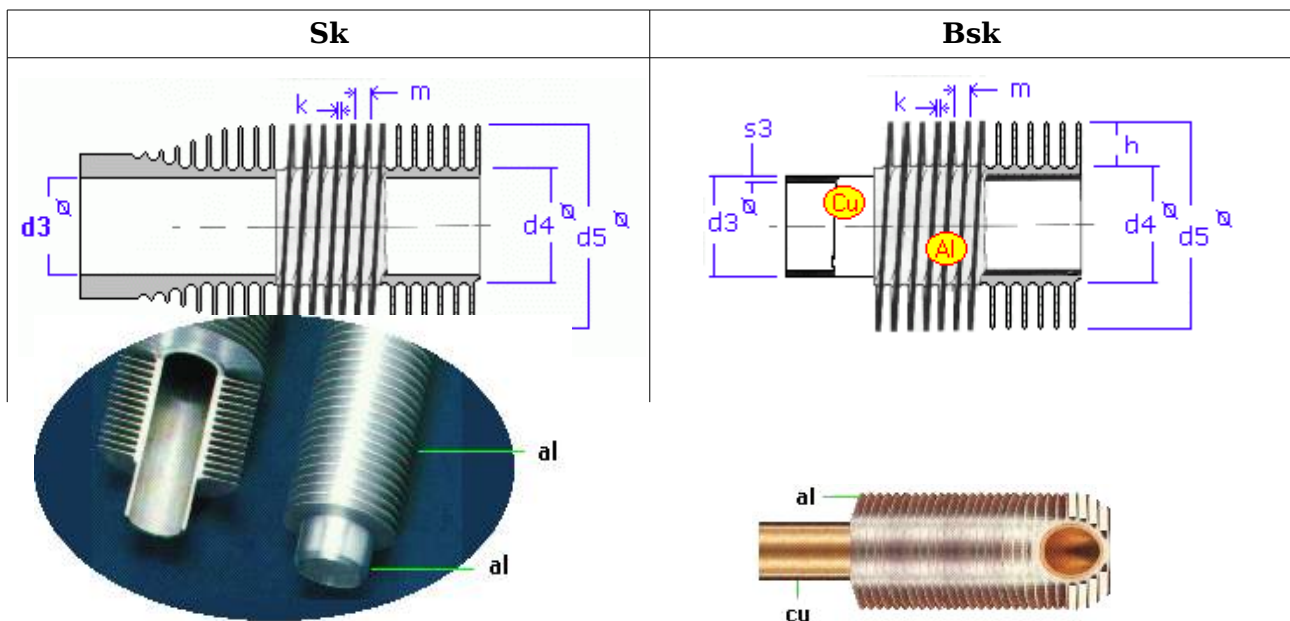 Sk
Bsk
k m
d3 Ø
d4 Ø
d5 Ø
al
al
k m
s3
h
d3 Ø
Cu
Al
d4 Ø
d5 Ø
al
cu